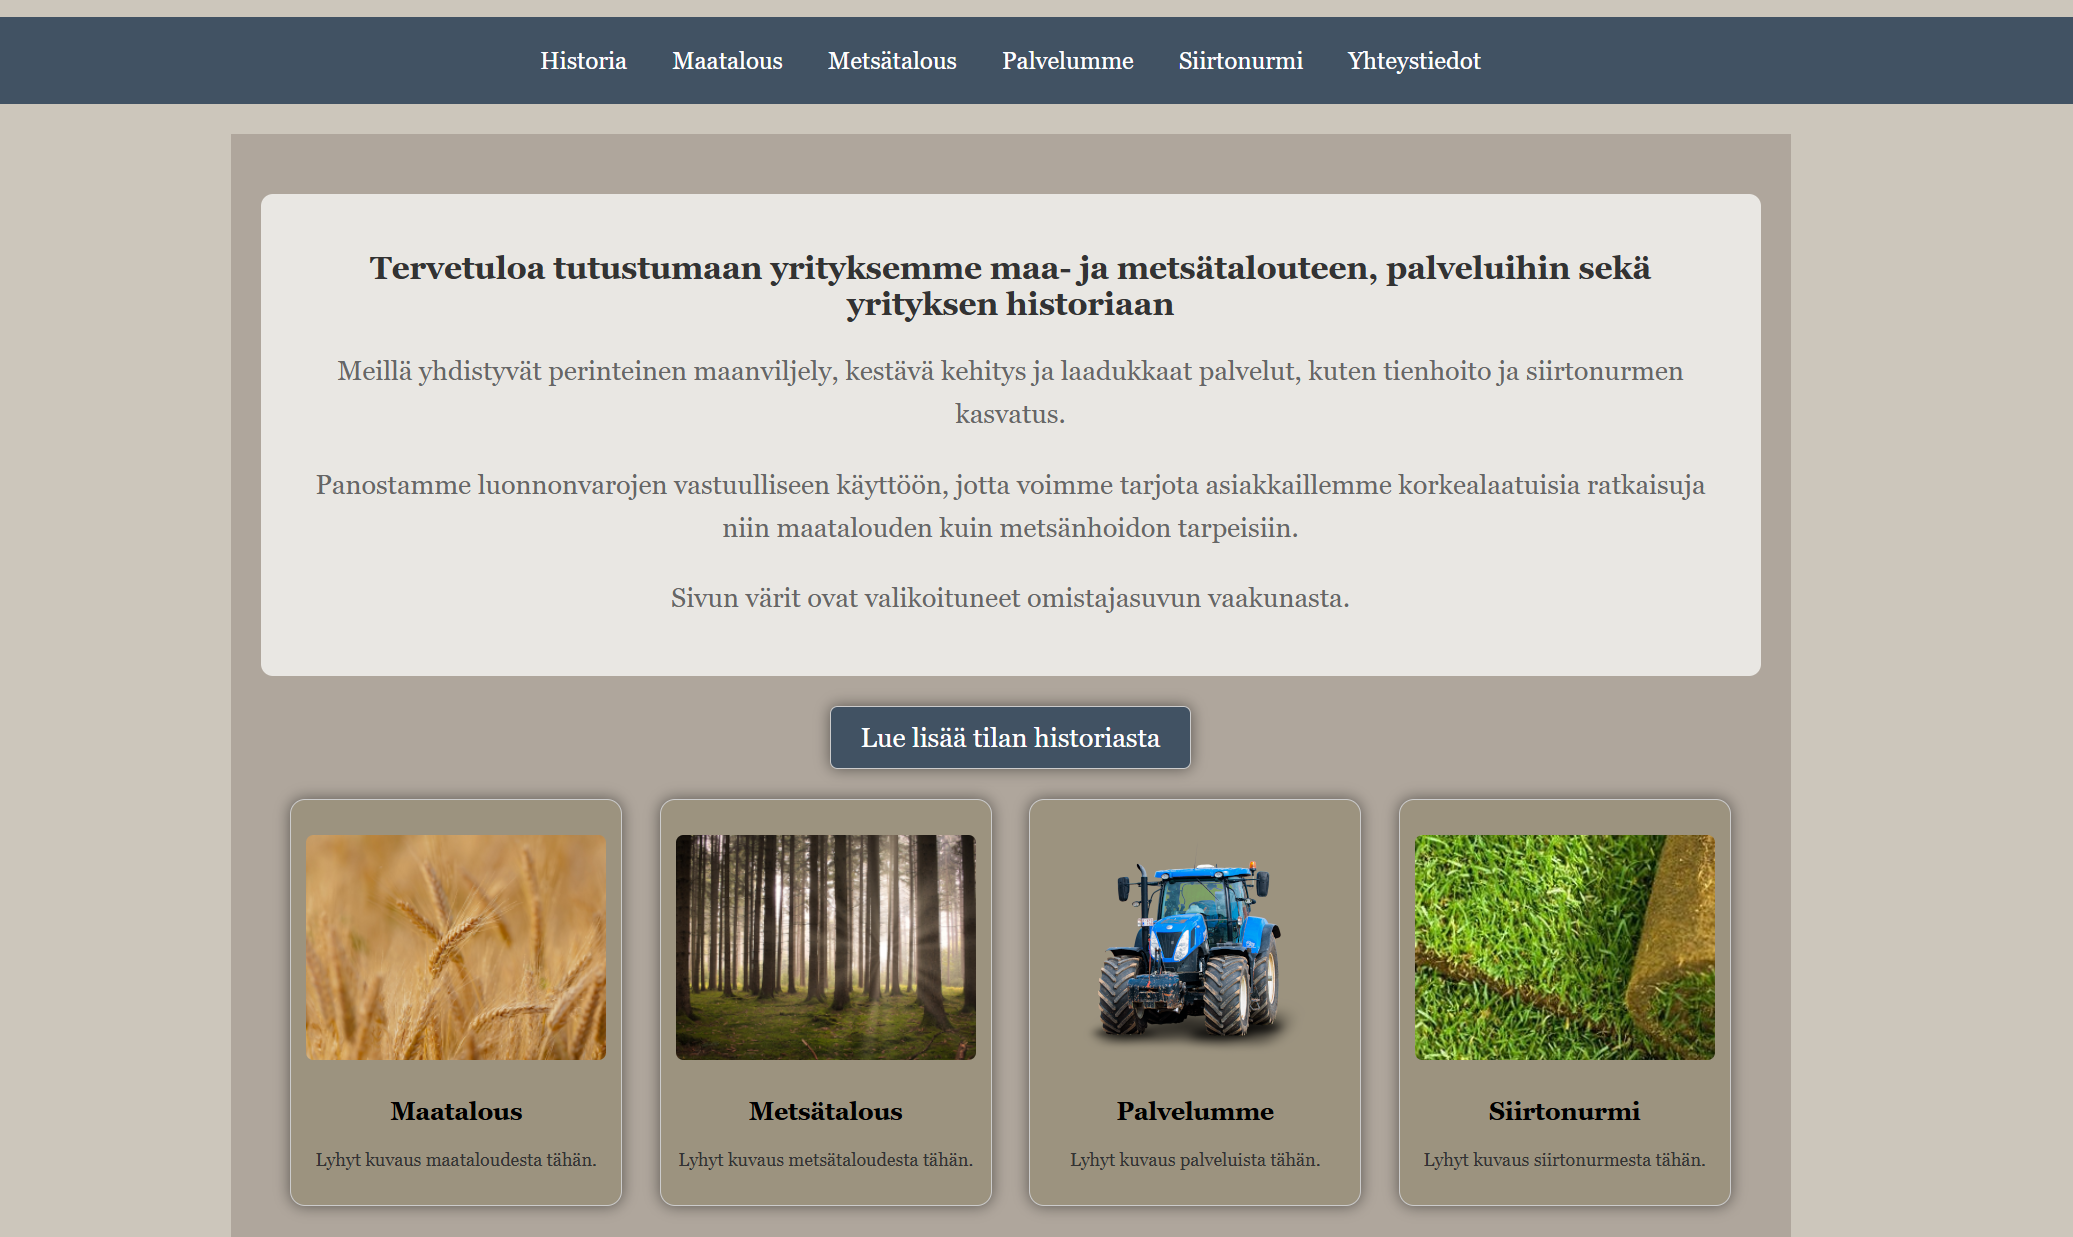 Historia Maatalous Metsätalous Palvelumme Siirtonurmi Yhteystiedot
Tervetuloa tutustumaan yrityksemme maa- ja metsätalouteen, palveluihin sekä
yrityksen historiaan
Meillä yhdistyvät perinteinen maanviljely, kestävä kehitys ja laadukkaat palvelut, kuten tienhoito ja siirtonurmen
kasvatus.
Panostamme luonnonvarojen vastuulliseen käyttöön, jotta voimme tarjota asiakkaillemme korkealaatuisia ratkaisuja
niin maatalouden kuin metsänhoidon tarpeisiin.
Sivun värit ovat valikoituneet omistajasuvun vaakunasta.
Lue lisää tilan historiasta
Maatalous
Lyhyt kuvaus maataloudesta tähän.
Metsätalous
Lyhyt kuvaus metsätaloudesta tähän.
Palvelumme
Lyhyt kuvaus palveluista tähän.
Siirtonurmi
Lyhyt kuvaus siirtonurmesta tähän.